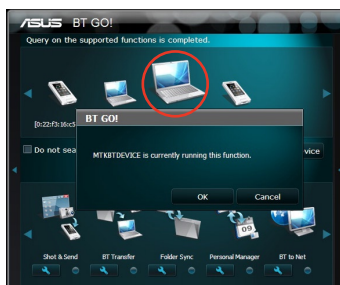 ASUS BT GO!
Query on the supported functions is completed.
[0:22:f3:16:c5
BT GO!
Do not sea
vice
MTKBTDEVICE is currently running this function.
OK Cancel
09
Shot & Send BT Transfer Folder Sync Personal Manager BT to Net